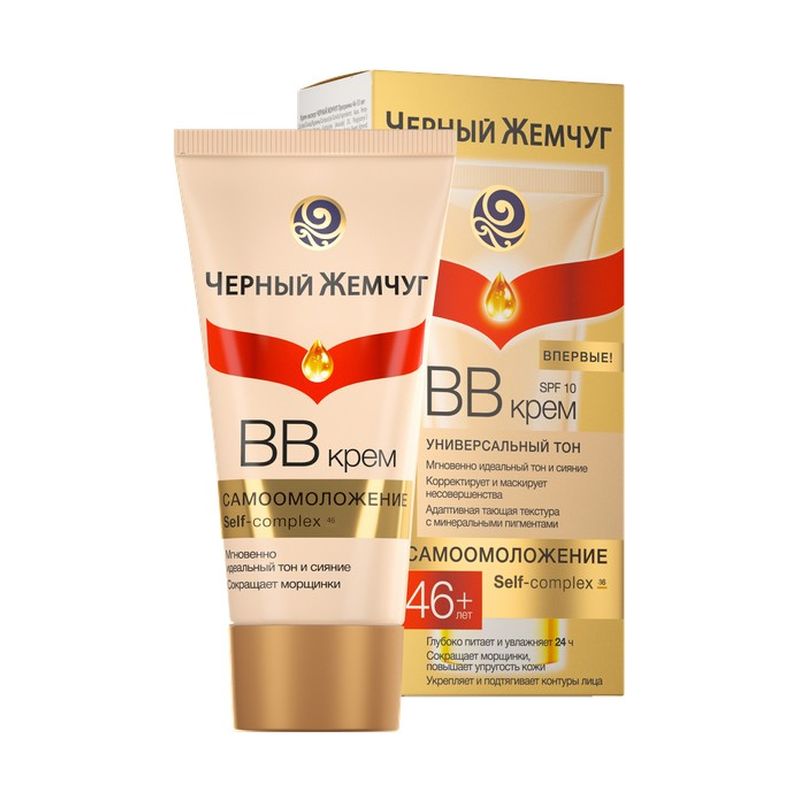 ЧЕРНЫЙ ЖЕМЧУГ
BB крем
САМООМОЛОЖЕНИЕ
Self-complex 46
Мгновенно
идеальный тон и сияние
Сокращает морщинки
ЧЕРНЫЙ ЖЕМЧУГ
ВПЕРВЫЕ!
SPF 10
BB крем
УНИВЕРСАЛЬНЫЙ ТОН
Мгновенно идеальный тон и сияние
Корректирует и маскирует
несовершенства
Адаптивная тающая текстура
с минеральными пигментами
САМООМОЛОЖЕНИЕ
Self-complex
46+
лет
Глубоко питает и увлажняет 24 ч
Сокращает морщинки,
повышает упругость кожи
Укрепляет и подтягивает контуры лица